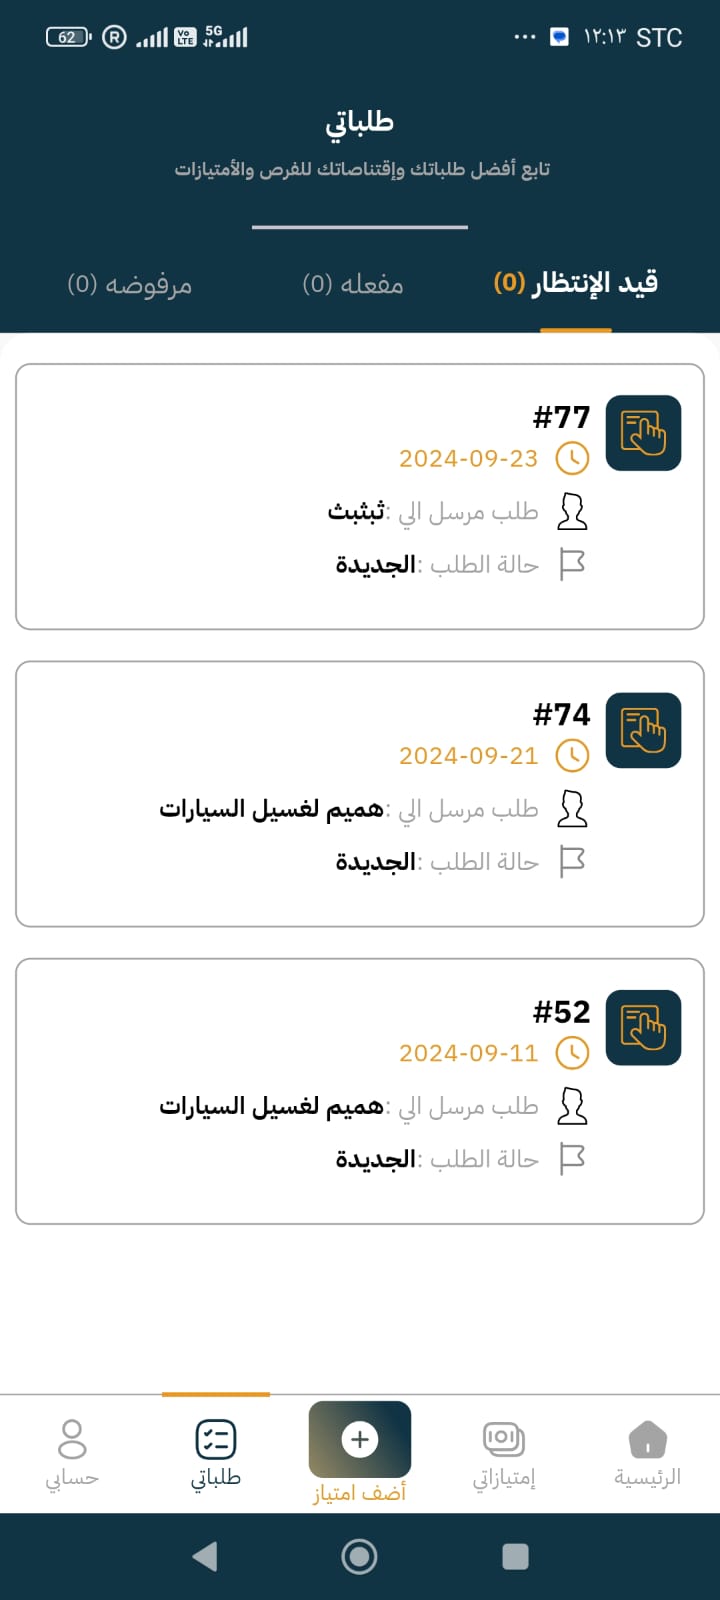 STC ١٢:١٣ ··· 5G Vo LTE R 62
طلباتي
تابع أفضل طلباتك وإقتناصاتك للفرص والأمتيازات
قيد الإنتظار (0) مفعله (0) مرفوضه (0)
#77
2024-09-23
طلب مرسل الي :ثبثبث
حالة الطلب :الجديدة
#74
2024-09-21
طلب مرسل الي :هميم لغسيل السيارات
حالة الطلب :الجديدة
#52
2024-09-11
طلب مرسل الي :هميم لغسيل السيارات
حالة الطلب :الجديدة
الرئيسية إمتيازاتي أضف امتياز طلباتي حسابي